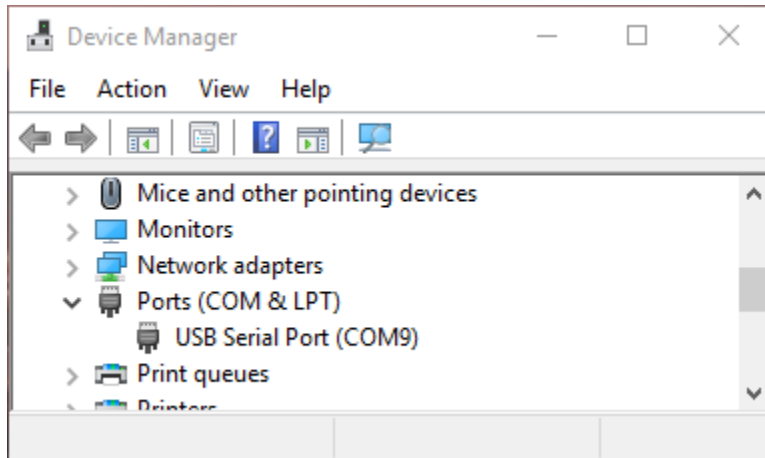 Device Manager
File Action View Help
Mice and other pointing devices
Monitors
Network adapters
Ports (COM & LPT)
USB Serial Port (COM9)
Print queues
Printers